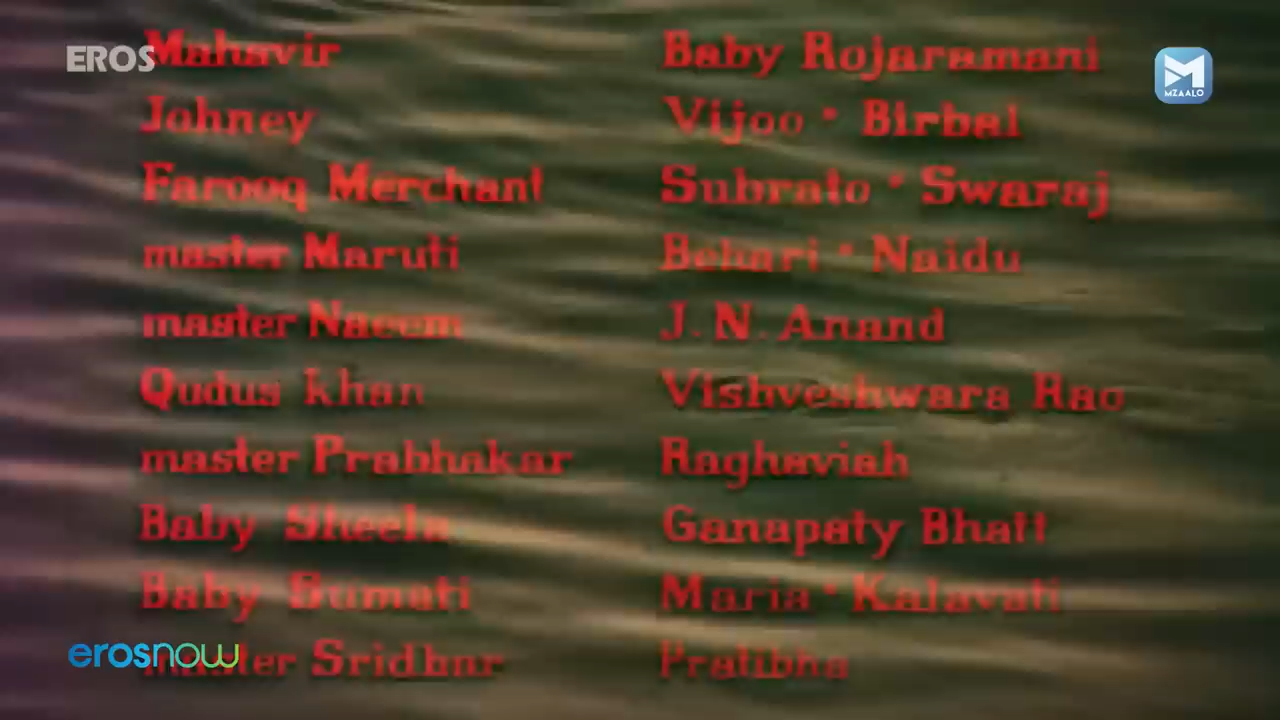 EROS
MZAALO
Mahavir
Johney
Farooq Merchant
master Maruti
master Naeem
Qudus khan
master Prabhakar
Baby Sheela
Baby Sumati
master Sridhar
Baby Rojaramani
Vijoo • Birbal
Subrato • Swaraj
Behari • Naidu
J. N. Anand
Vishveshwara Rao
Raghaviah
Ganapaty Bhatt
Maria • Kalavati
Pratibha
erosnow